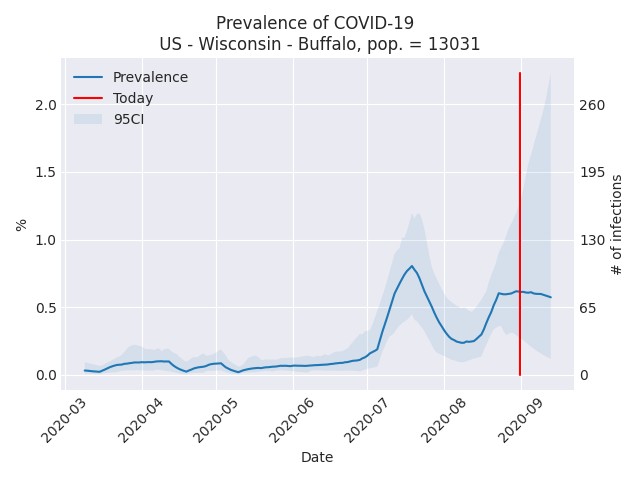 Prevalence of COVID-19
US - Wisconsin - Buffalo, pop. = 13031
Prevalence
Today
95CI
2.0
1.5
1.0
0.5
0.0
%
260
195
130
65
0
# of infections
2020-03
2020-04
2020-05
2020-06
2020-07
2020-08
2020-09
Date